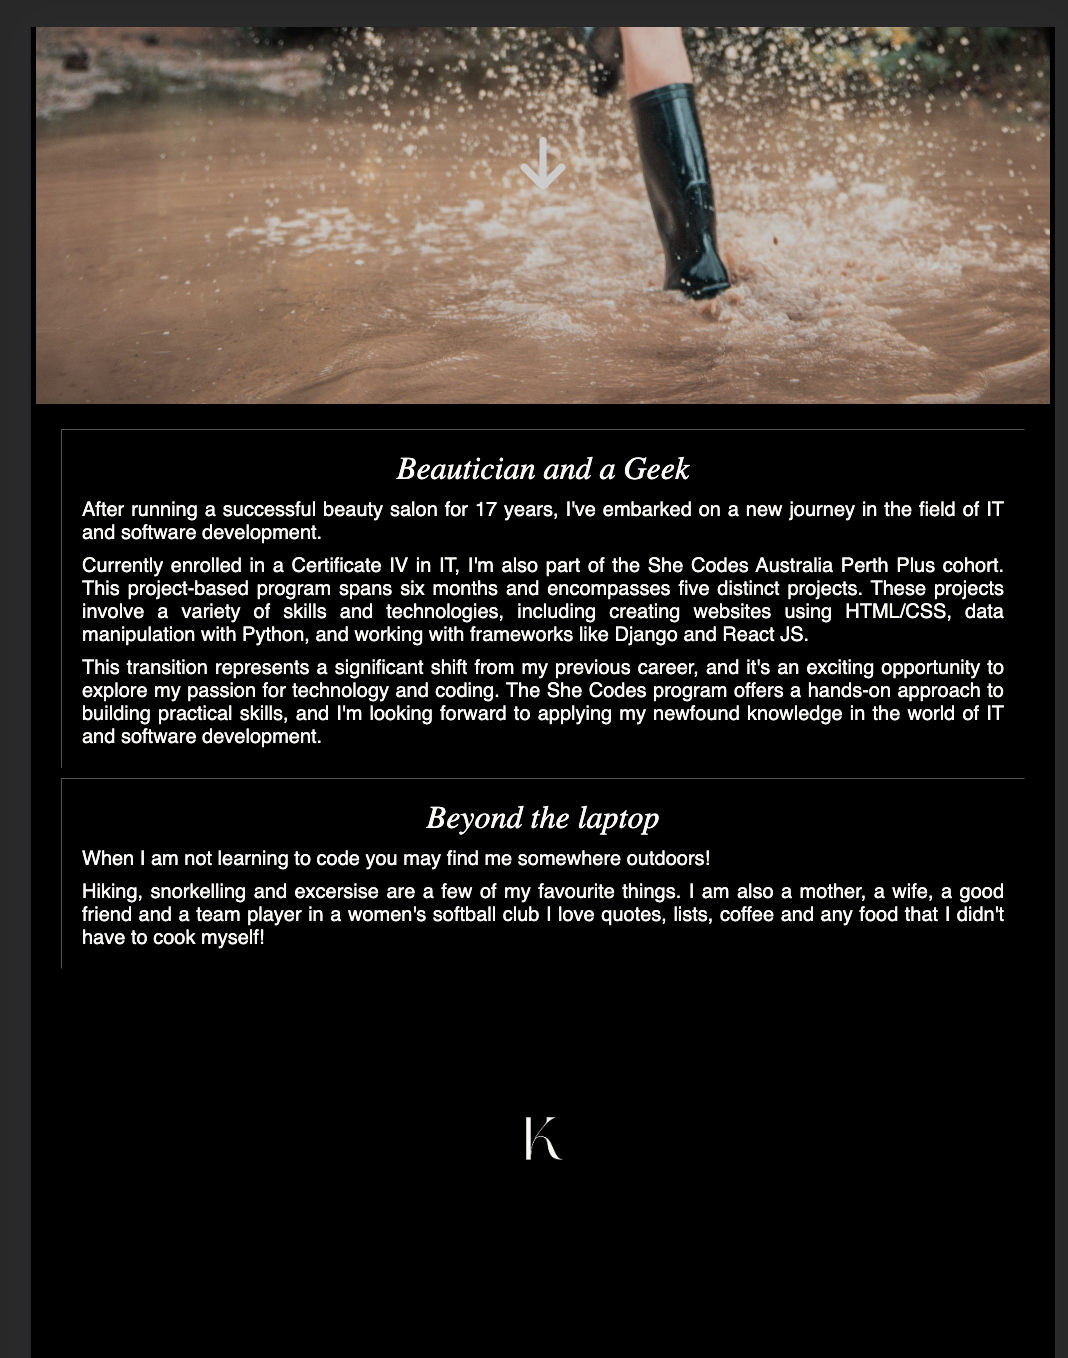 Beautician and a Geek
After running a successful beauty salon for 17 years, I've embarked on a new journey in the field of IT
and software development.
Currently enrolled in a Certificate IV in IT, I'm also part of the She Codes Australia Perth Plus cohort.
This project-based program spans six months and encompasses five distinct projects. These projects
involve a variety of skills and technologies, including creating websites using HTML/CSS, data
manipulation with Python, and working with frameworks like Django and React JS.
This transition represents a significant shift from my previous career, and it's an exciting opportunity to
explore my passion for technology and coding. The She Codes program offers a hands-on approach to
building practical skills, and I'm looking forward to applying my newfound knowledge in the world of IT
and software development.
Beyond the laptop
When I am not learning to code you may find me somewhere outdoors!
Hiking, snorkelling and excersise are a few of my favourite things. I am also a mother, a wife, a good
friend and a team player in a women's softball club I love quotes, lists, coffee and any food that I didn't
have to cook myself!
K